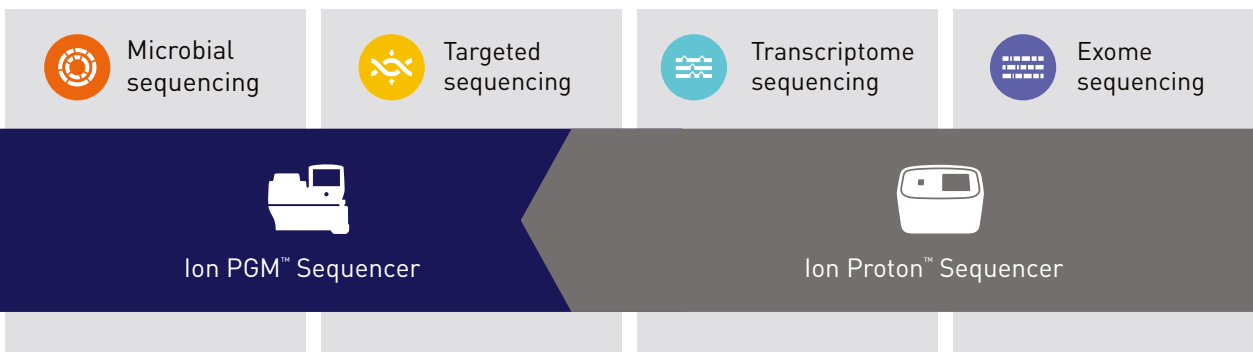 Microbial
sequencing
Targeted
sequencing
Transcriptome
sequencing
Exome
sequencing
Ion PGM™ Sequencer
Ion Proton™ Sequencer